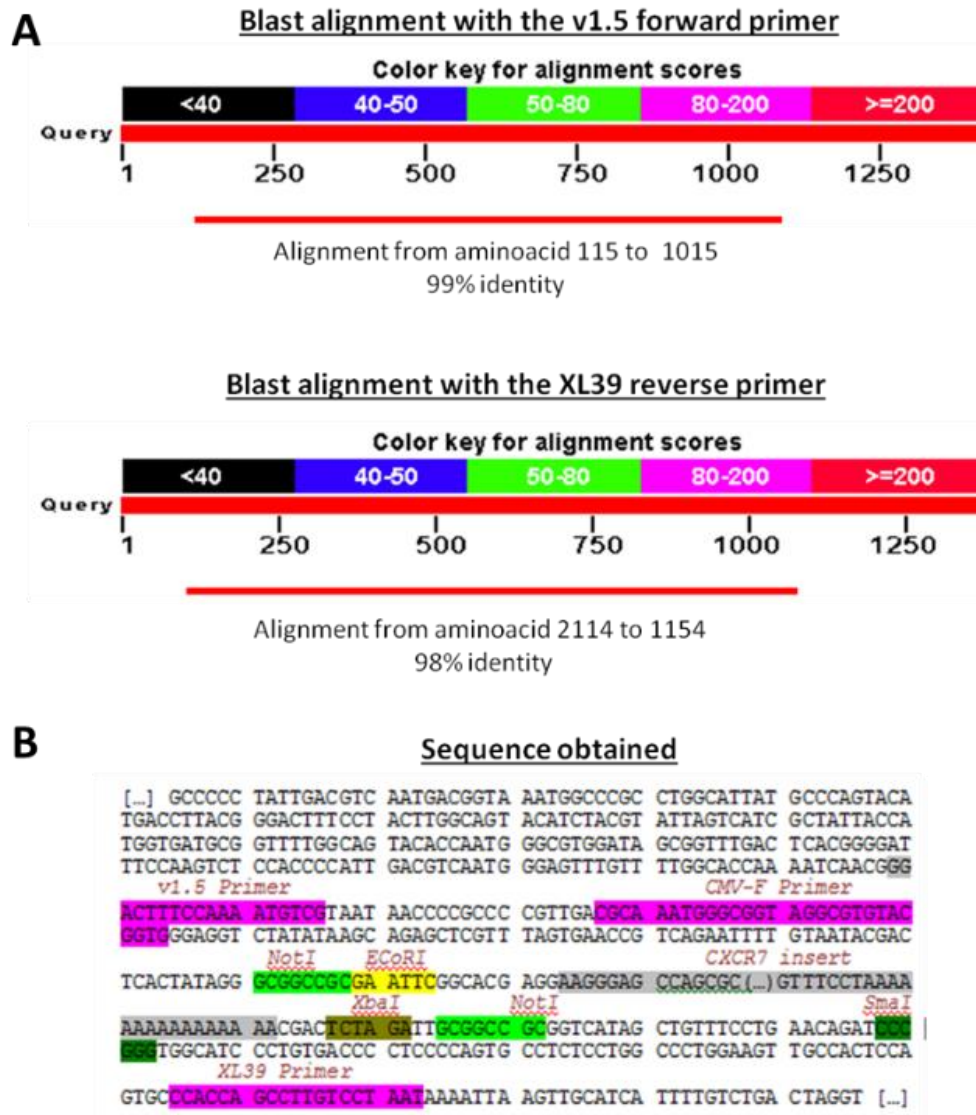 A
Blast alignment with the v1.5 forward primer
Color key for alignment scores
<40 40-50 50-80 80-200 >=200
Query
1 250 500 750 1000 1250
Alignment from aminoacid 115 to 1015
99% identity
Blast alignment with the XL39 reverse primer
Color key for alignment scores
<40 40-50 50-80 80-200 >=200
Query
1 250 500 750 1000 1250
Alignment from aminoacid 2114 to 1154
98% identity
B
Sequence obtained
[…] GCCCCC TATTGACGTC AATGACGGTA AATGGCCCGC CTGGCATTAT GCCCAGTACA
TGACCTTACG GGACTTTCCT ACTTGGCAGT ACATCTACGT ATTAGTCATC GCTATTACCA
TGGTGATGCG GTTTTGGCAG TACACCAATG GGCGTGGATA GCGGTTTGAC TCACGGGGAT
TTCCAAGTCT CCACCCCATT GACGTCAATG GGAGTTTGTT TTGGCACCAA AATCAACGGG
v1.5 Primer CMV-F Primer
ACTTTCCAAA ATGTCGTAAT AACCCCGCCC CGTTGACGCA AATGGGCGGT AGGCGTGTAC
GGTGGGAGGT CTATATAAGC AGAGCTCGTT TAGTGAACCG TCAGAATTTT GTAATACGAC
NotI ECoRI CXCR7 insert
TCACTATAGG GCGGCCGCGA ATTCGGCACG AGGAAGGGAG CCAGCGC(…)GTTTCCTAAAA
XbaI NotI SmaI
AAAAAAAAAA AACGACTCTA GATTGCGGCC GCGGTCATAG CTGTTTCCTG AACAGATCCC
GGGTGGCATC CCTGTGACCC CTCCCCAGTG CCTCTCCTGG CCCTGGAAGT TGCCACTCCA
XL39 Primer
GTGCCCACCA GCCTTGTCCT AATAAAATTA AGTTGCATCA TTTTGTCTGA CTAGGT […]